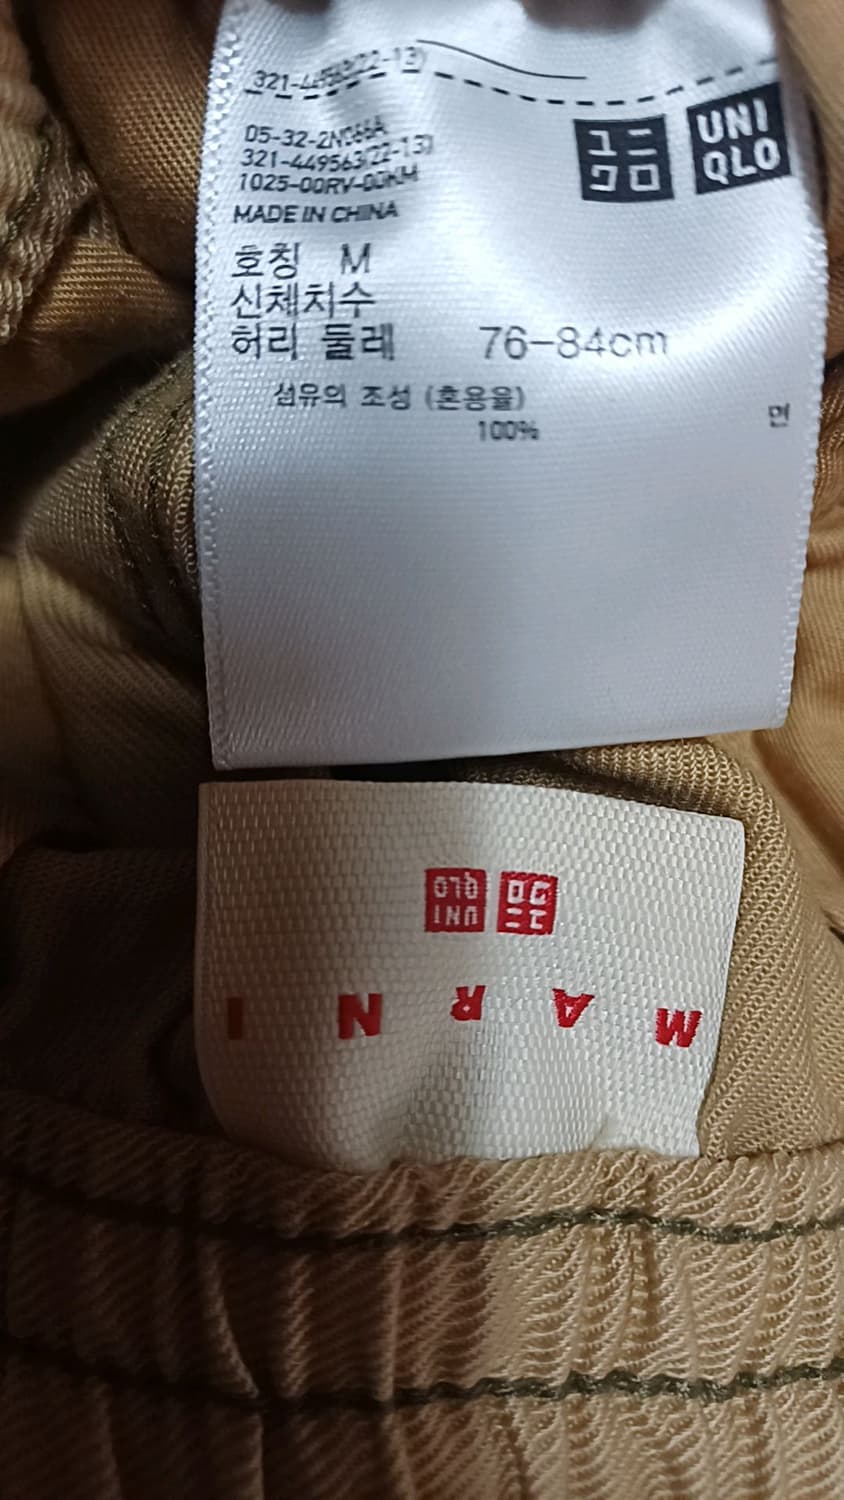 321-449563(22-13)
05-32-2N066A
321-449563(22-13)
1025-00RV-00KM
MADE IN CHINA
ユニ
クロ
UNI
QLO
호칭 M
신체치수
허리 둘레 76-84cm
섬유의 조성 (혼용율)
100% 면
MARNI
ユニ
クロ
UNI
QLO